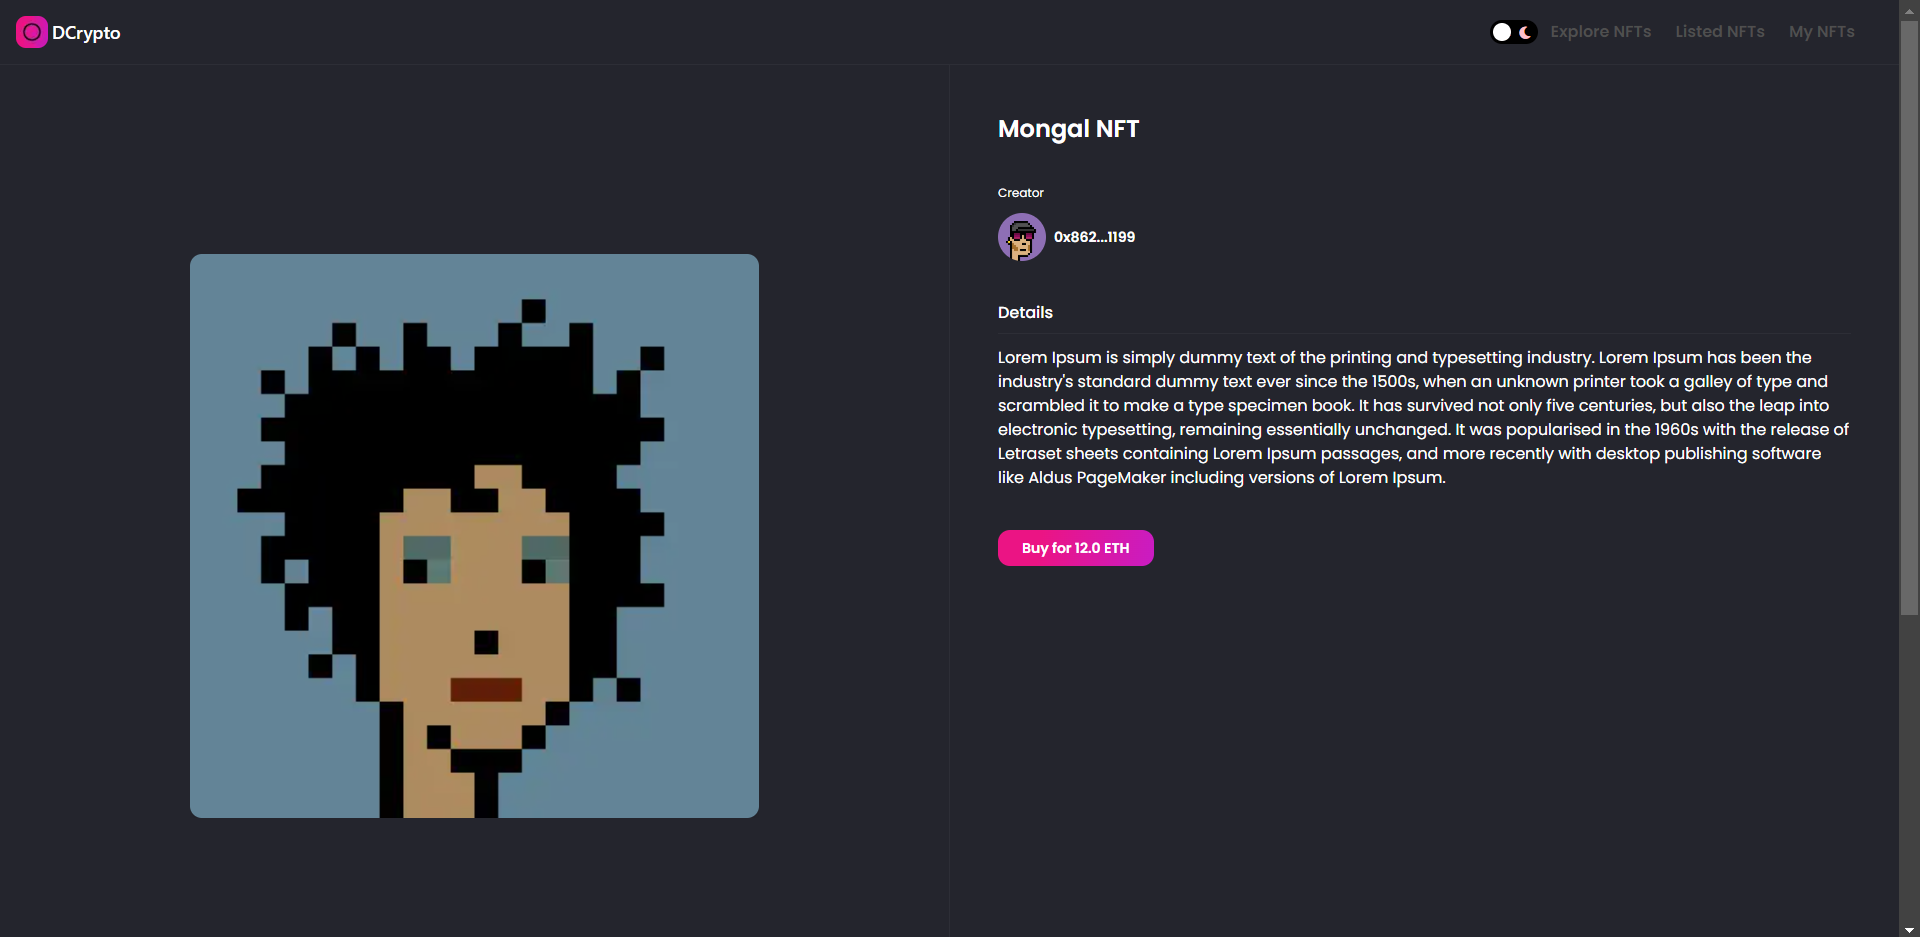 DCrypto
Explore NFTs
Listed NFTs
My NFTs
Mongal NFT
Creator
0x862...1199
Details
Lorem Ipsum is simply dummy text of the printing and typesetting industry. Lorem Ipsum has been the
industry's standard dummy text ever since the 1500s, when an unknown printer took a galley of type and
scrambled it to make a type specimen book. It has survived not only five centuries, but also the leap into
electronic typesetting, remaining essentially unchanged. It was popularised in the 1960s with the release of
Letraset sheets containing Lorem Ipsum passages, and more recently with desktop publishing software
like Aldus PageMaker including versions of Lorem Ipsum.
Buy for 12.0 ETH